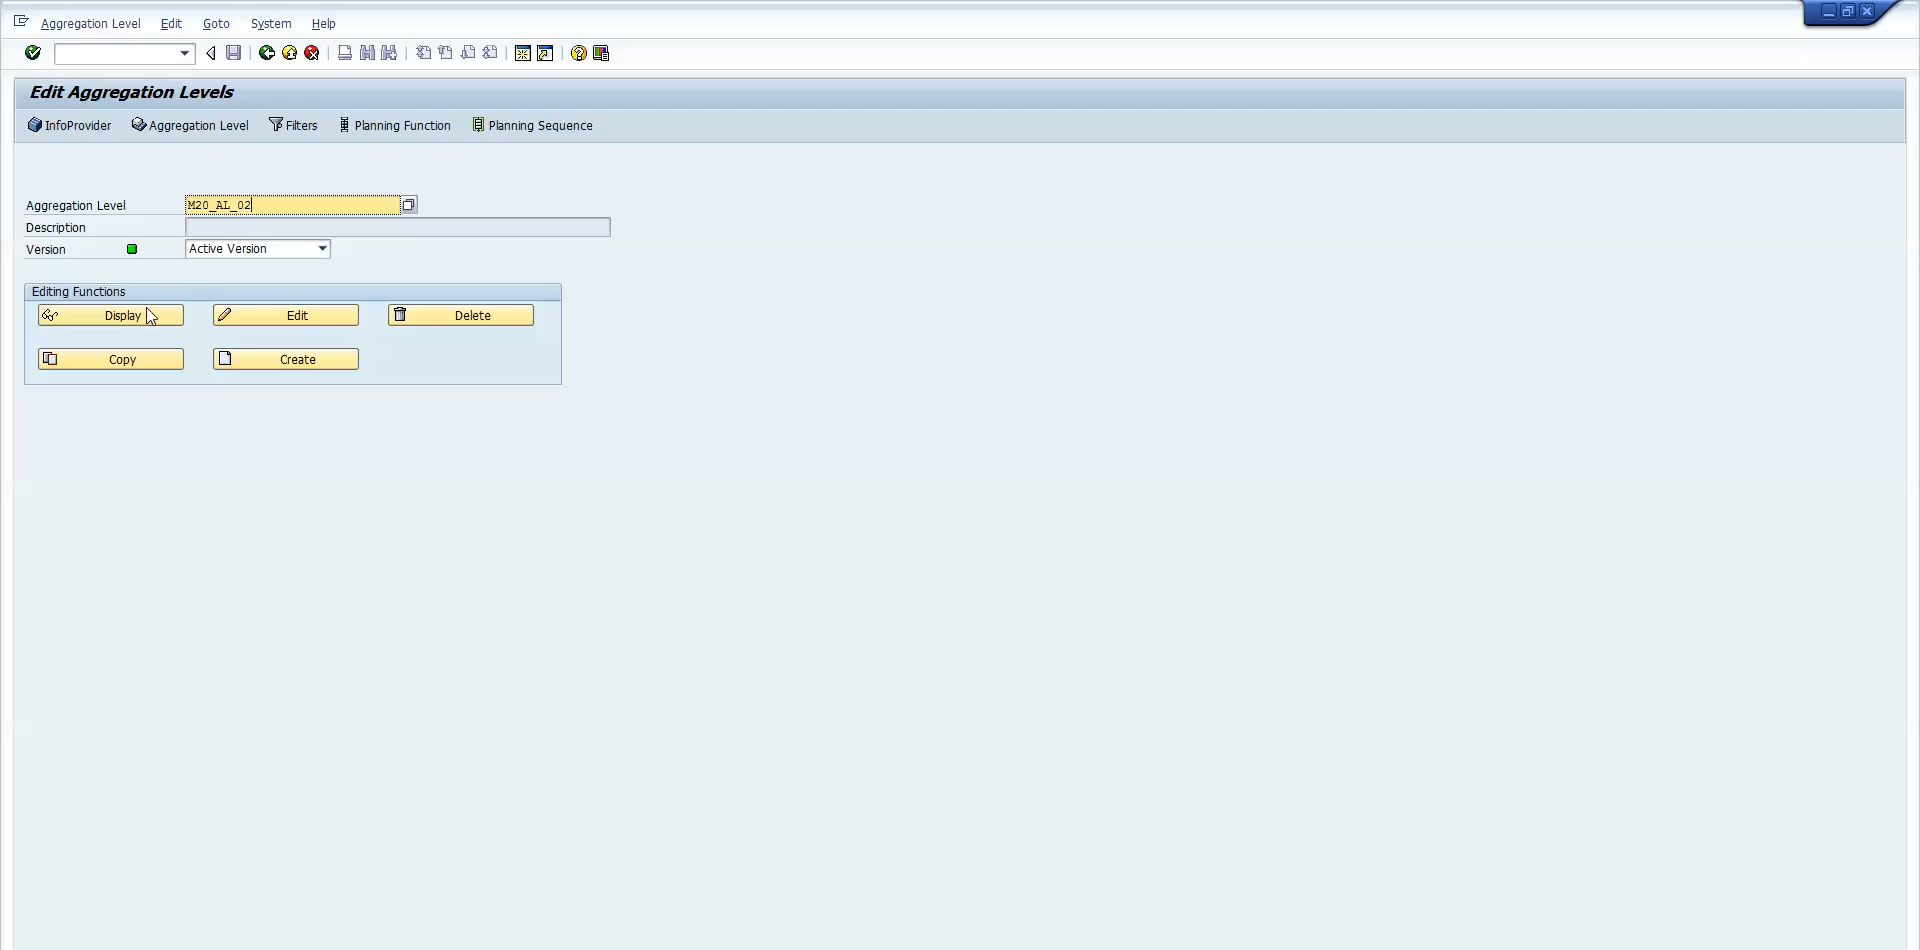 Aggregation Level Edit Goto System Help
Edit Aggregation Levels
InfoProvider Aggregation Level Filters Planning Function Planning Sequence
Aggregation Level M20_AL_02
Description
Version Active Version
Editing Functions
Display Edit Delete
Copy Create